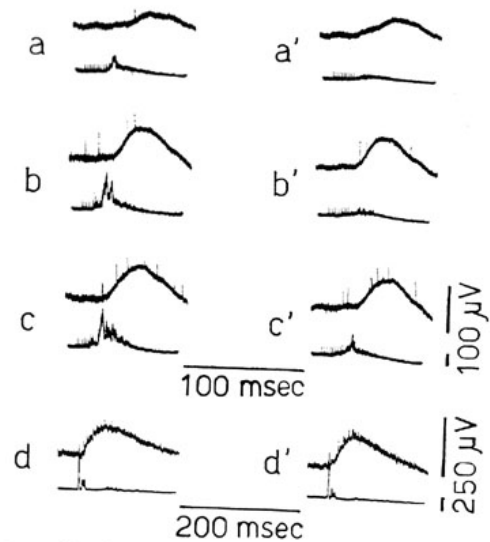 a a'
b b'
c c'
100 msec
100 μV
d d'
200 msec
250 μV